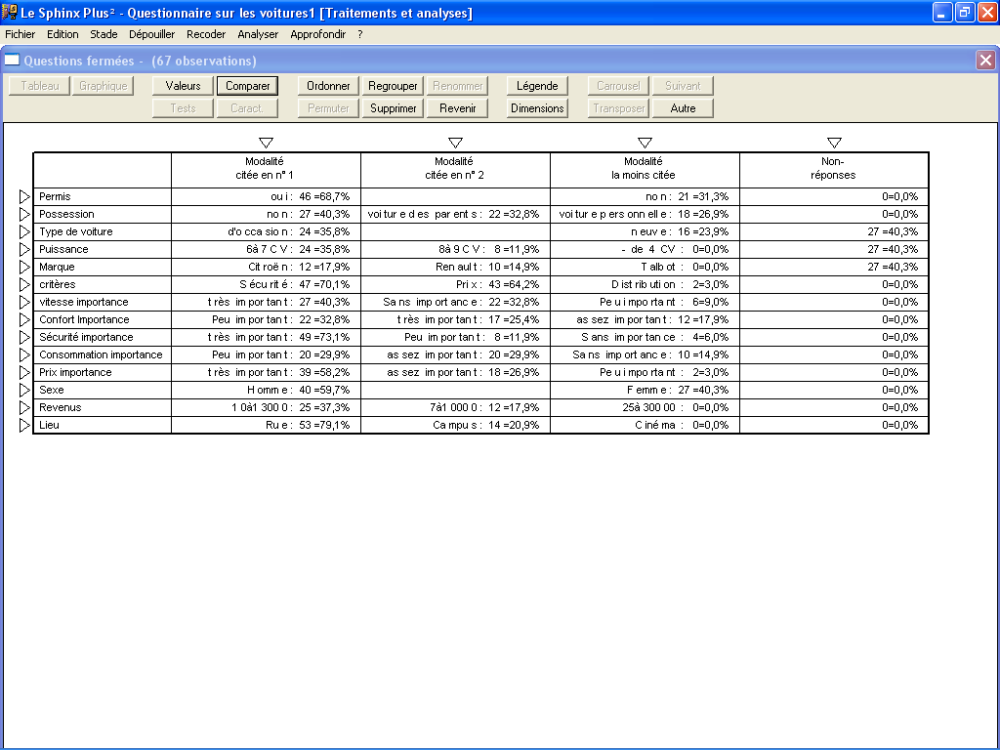 Le Sphinx Plus² - Questionnaire sur les voitures1 [Traitements et analyses]
Fichier Edition Stade Dépouiller Recoder Analyser Approfondir ?
Questions fermées - (67 observations)
Tableau Graphique Valeurs Comparer Ordonner Regrouper Renommer Légende Carrousel Suivant
Tests Caract. Permuter Supprimer Revenir Dimensions Transposer Autre
Modalité citée en n° 1 Modalité citée en n° 2 Modalité la moins citée Non-réponses
Permis oui : 46 =68,7% non : 21 =31,3% 0=0,0%
Possession non : 27 =40,3% voiture des parents : 22 =32,8% voiture personnelle : 18 =26,9% 0=0,0%
Type de voiture d'occasion : 24 =35,8% neuve : 16 =23,9% 27 =40,3%
Puissance 6à 7 CV : 24 =35,8% 8à 9 CV : 8 =11,9% - de 4 CV : 0=0,0% 27 =40,3%
Marque Citroën : 12 =17,9% Renault : 10 =14,9% Talbot : 0=0,0% 27 =40,3%
critères Sécurité : 47 =70,1% Prix : 43 =64,2% Distribution : 2=3,0% 0=0,0%
vitesse importance très important : 27 =40,3% Sans importance : 22 =32,8% Peu important : 6=9,0% 0=0,0%
Confort Importance Peu important : 22 =32,8% très important : 17 =25,4% assez important : 12 =17,9% 0=0,0%
Sécurité importance très important : 49 =73,1% Peu important : 8 =11,9% Sans importance : 4=6,0% 0=0,0%
Consommation importance Peu important : 20 =29,9% assez important : 20 =29,9% Sans importance : 10 =14,9% 0=0,0%
Prix importance très important : 39 =58,2% assez important : 18 =26,9% Peu important : 2=3,0% 0=0,0%
Sexe Homme : 40 =59,7% Femme : 27 =40,3% 0=0,0%
Revenus 10à1 3000 : 25 =37,3% 7à1 0000 : 12 =17,9% 25à 30000 : 0=0,0% 0=0,0%
Lieu Rue : 53 =79,1% Campus : 14 =20,9% Cinéma : 0=0,0% 0=0,0%